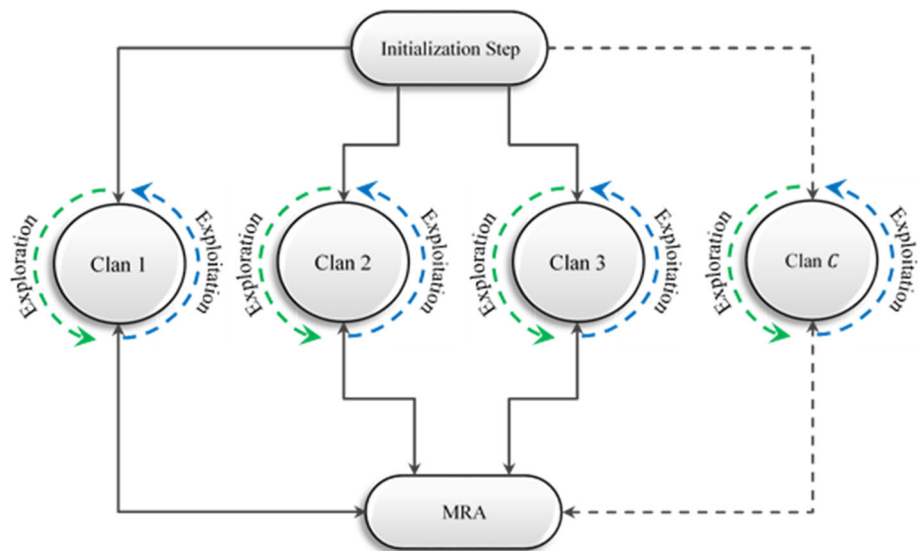 Initialization Step
Exploration
Clan 1
Exploitation
Exploration
Clan 2
Exploitation
Exploration
Clan 3
Exploitation
Exploration
Clan C
Exploitation
MRA